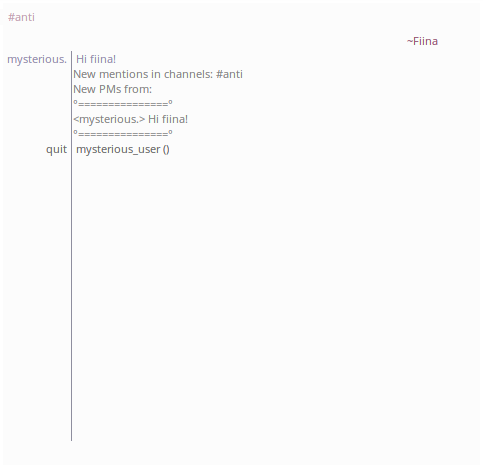 #anti
~Fiina
mysterious. Hi fiina!
New mentions in channels: #anti
New PMs from:
°===============°
<mysterious.> Hi fiina!
°===============°
quit mysterious_user ()